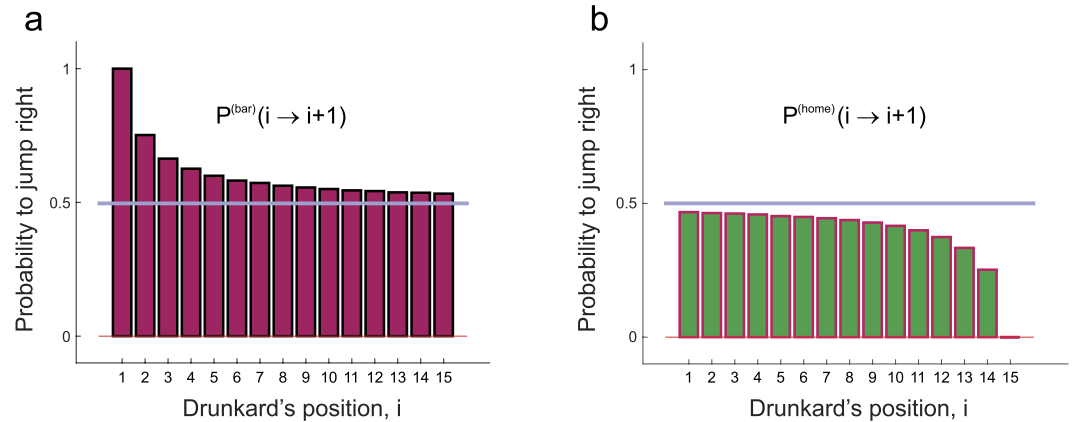 a
Probability to jump right
1
0.5
0
P(bar)(i → i+1)
1 2 3 4 5 6 7 8 9 10 11 12 13 14 15
Drunkard's position, i
b
Probability to jump right
1
0.5
0
P(home)(i → i+1)
1 2 3 4 5 6 7 8 9 10 11 12 13 14 15
Drunkard's position, i